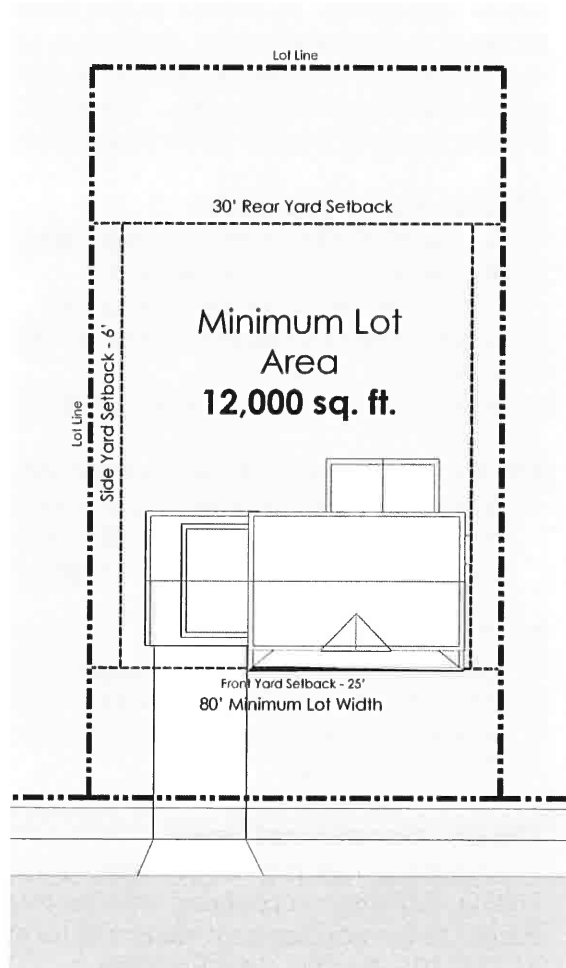 Lot Line
30' Rear Yard Setback
Minimum Lot
Area
12,000 sq. ft.
Lot Line
Side Yard Setback - 6'
Front Yard Setback - 25'
80' Minimum Lot Width